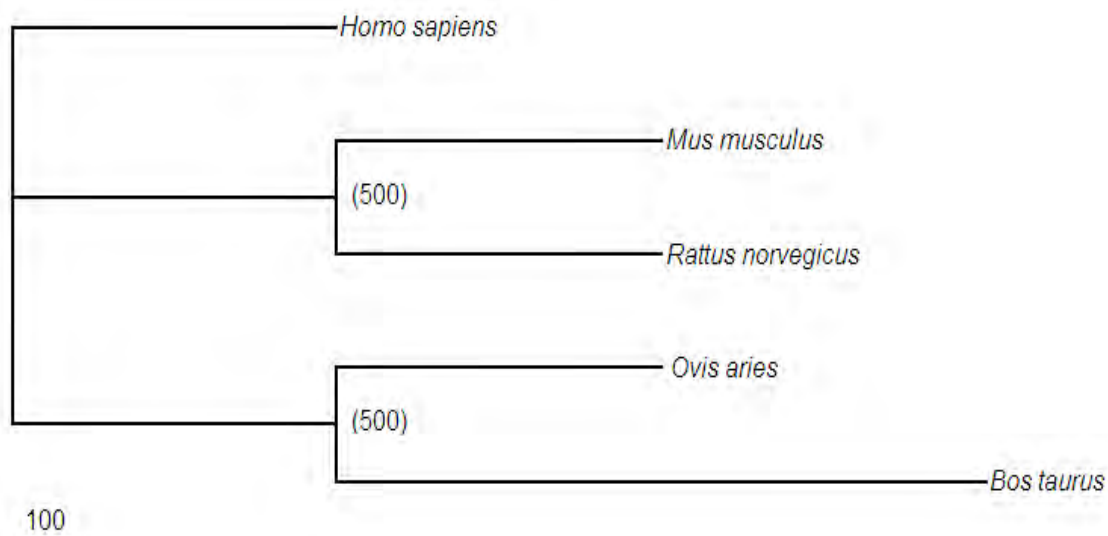 Homo sapiens
Mus musculus
(500)
Rattus norvegicus
Ovis aries
(500)
Bos taurus
100